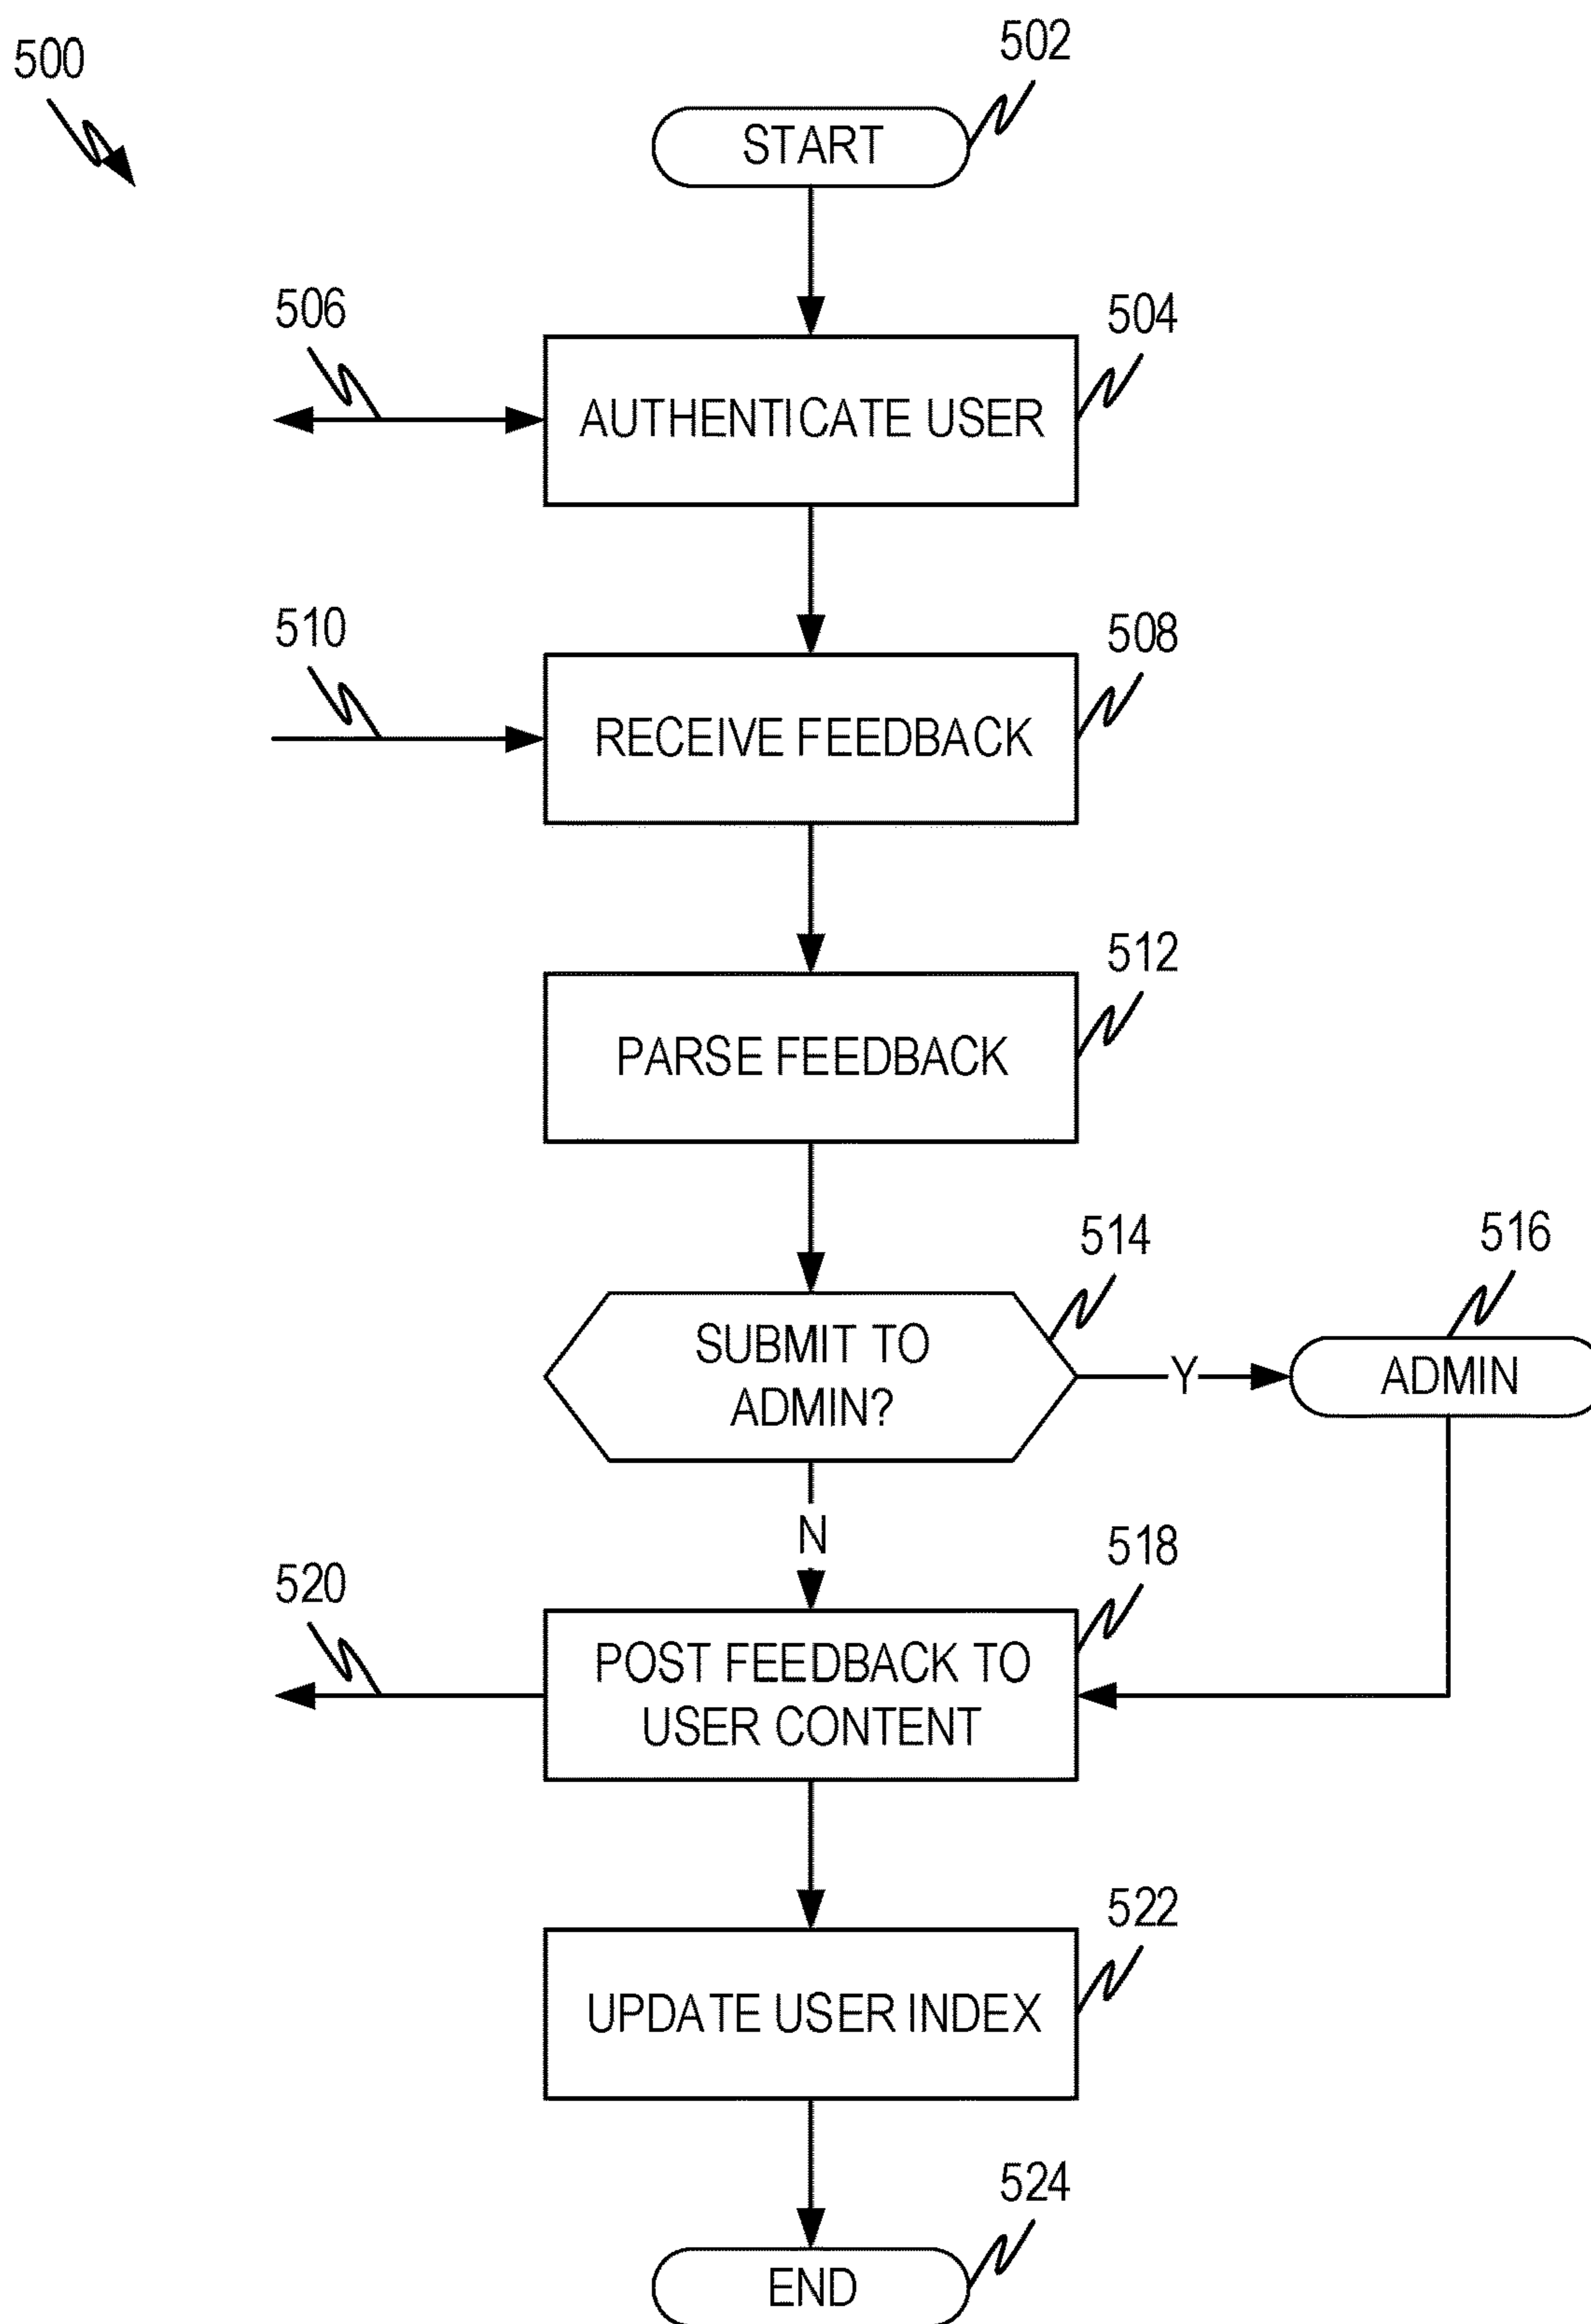 500
502
START
506
504
AUTHENTICATE USER
510
508
RECEIVE FEEDBACK
512
PARSE FEEDBACK
514
516
SUBMIT TO
ADMIN?
Y
ADMIN
N
518
520
POST FEEDBACK TO
USER CONTENT
522
UPDATE USER INDEX
524
END